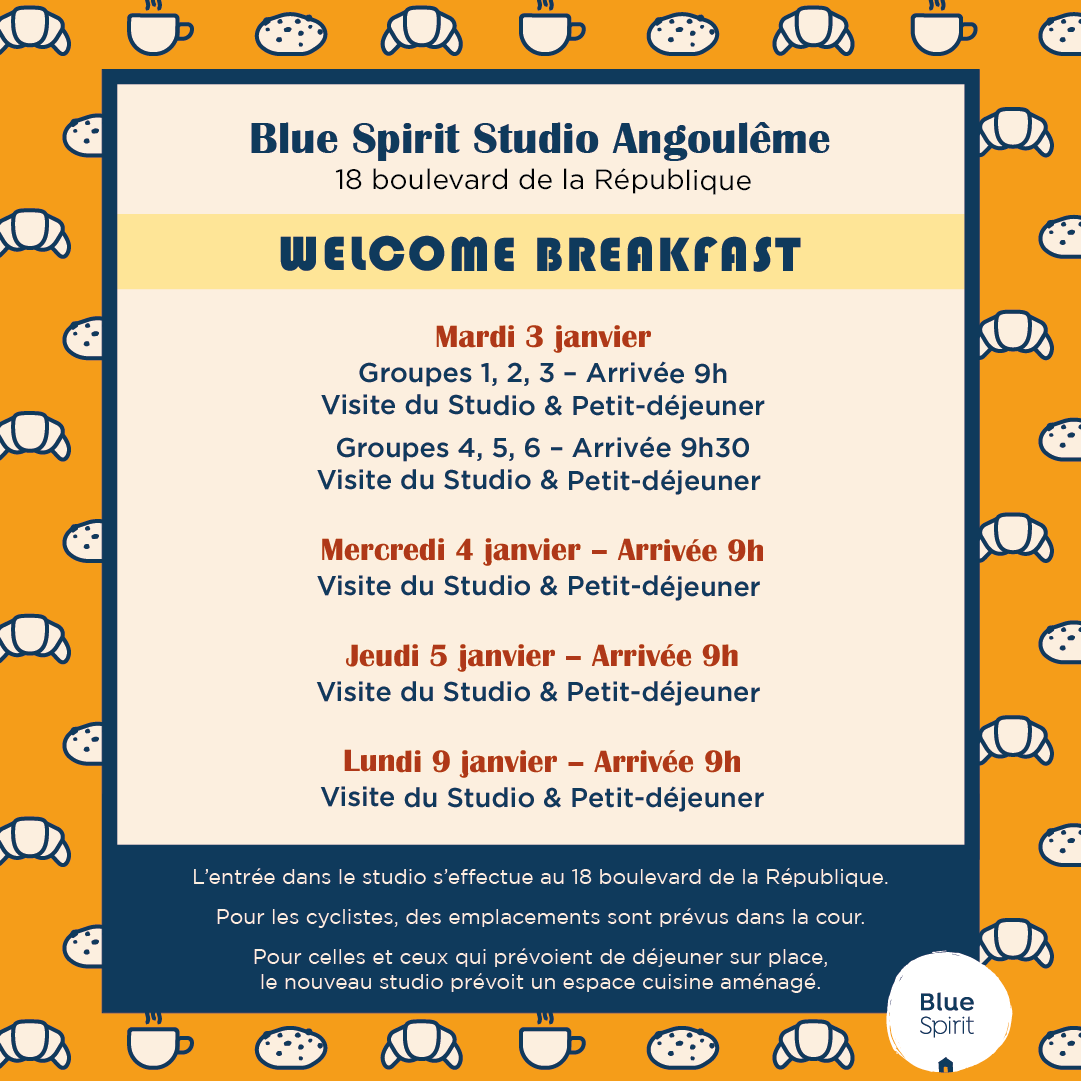 Blue Spirit Studio Angoulême
18 boulevard de la République
WELCOME BREAKFAST
Mardi 3 janvier
Groupes 1, 2, 3 – Arrivée 9h
Visite du Studio & Petit-déjeuner
Groupes 4, 5, 6 – Arrivée 9h30
Visite du Studio & Petit-déjeuner
Mercredi 4 janvier – Arrivée 9h
Visite du Studio & Petit-déjeuner
Jeudi 5 janvier – Arrivée 9h
Visite du Studio & Petit-déjeuner
Lundi 9 janvier – Arrivée 9h
Visite du Studio & Petit-déjeuner
L’entrée dans le studio s’effectue au 18 boulevard de la République.
Pour les cyclistes, des emplacements sont prévus dans la cour.
Pour celles et ceux qui prévoient de déjeuner sur place,
le nouveau studio prévoit un espace cuisine aménagé.
Blue
Spirit